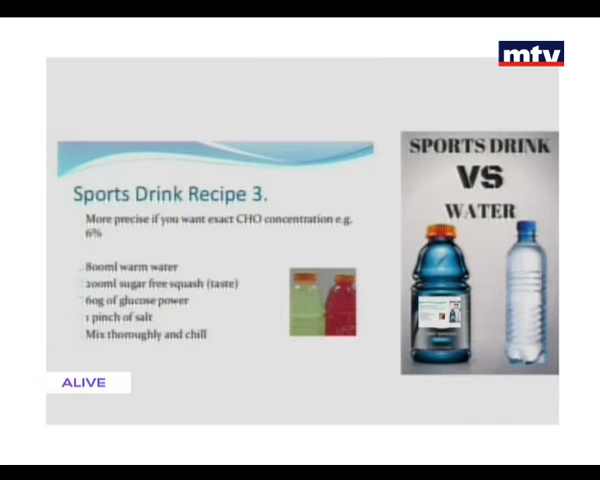 mtv
Sports Drink Recipe 3.
More precise if you want exact CHO concentration e.g.
6%
800ml warm water
200ml sugar free squash (taste)
60g of glucose power
1 pinch of salt
Mix thoroughly and chill
SPORTS DRINK
VS
WATER
ALIVE